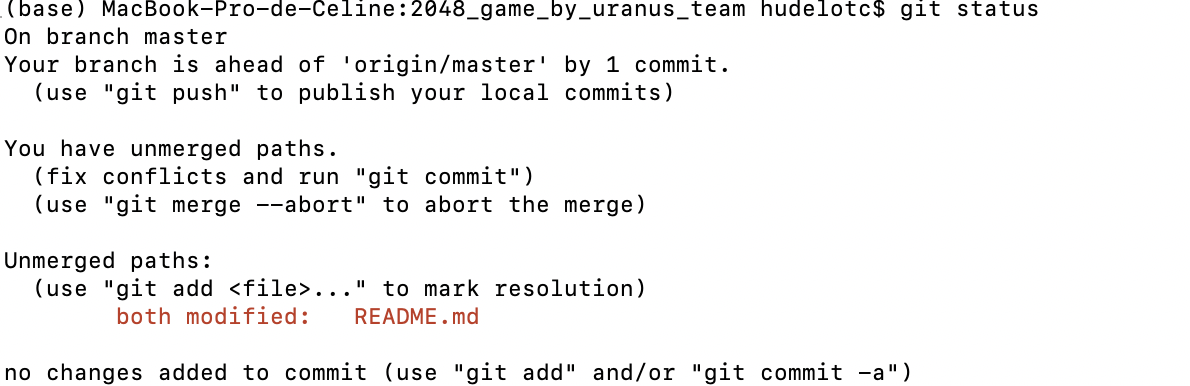 (base) MacBook-Pro-de-Celine:2048_game_by_uranus_team hudelotc$ git status
On branch master
Your branch is ahead of 'origin/master' by 1 commit.
  (use "git push" to publish your local commits)

You have unmerged paths.
  (fix conflicts and run "git commit")
  (use "git merge --abort" to abort the merge)

Unmerged paths:
  (use "git add <file>..." to mark resolution)
        both modified:   README.md

no changes added to commit (use "git add" and/or "git commit -a")